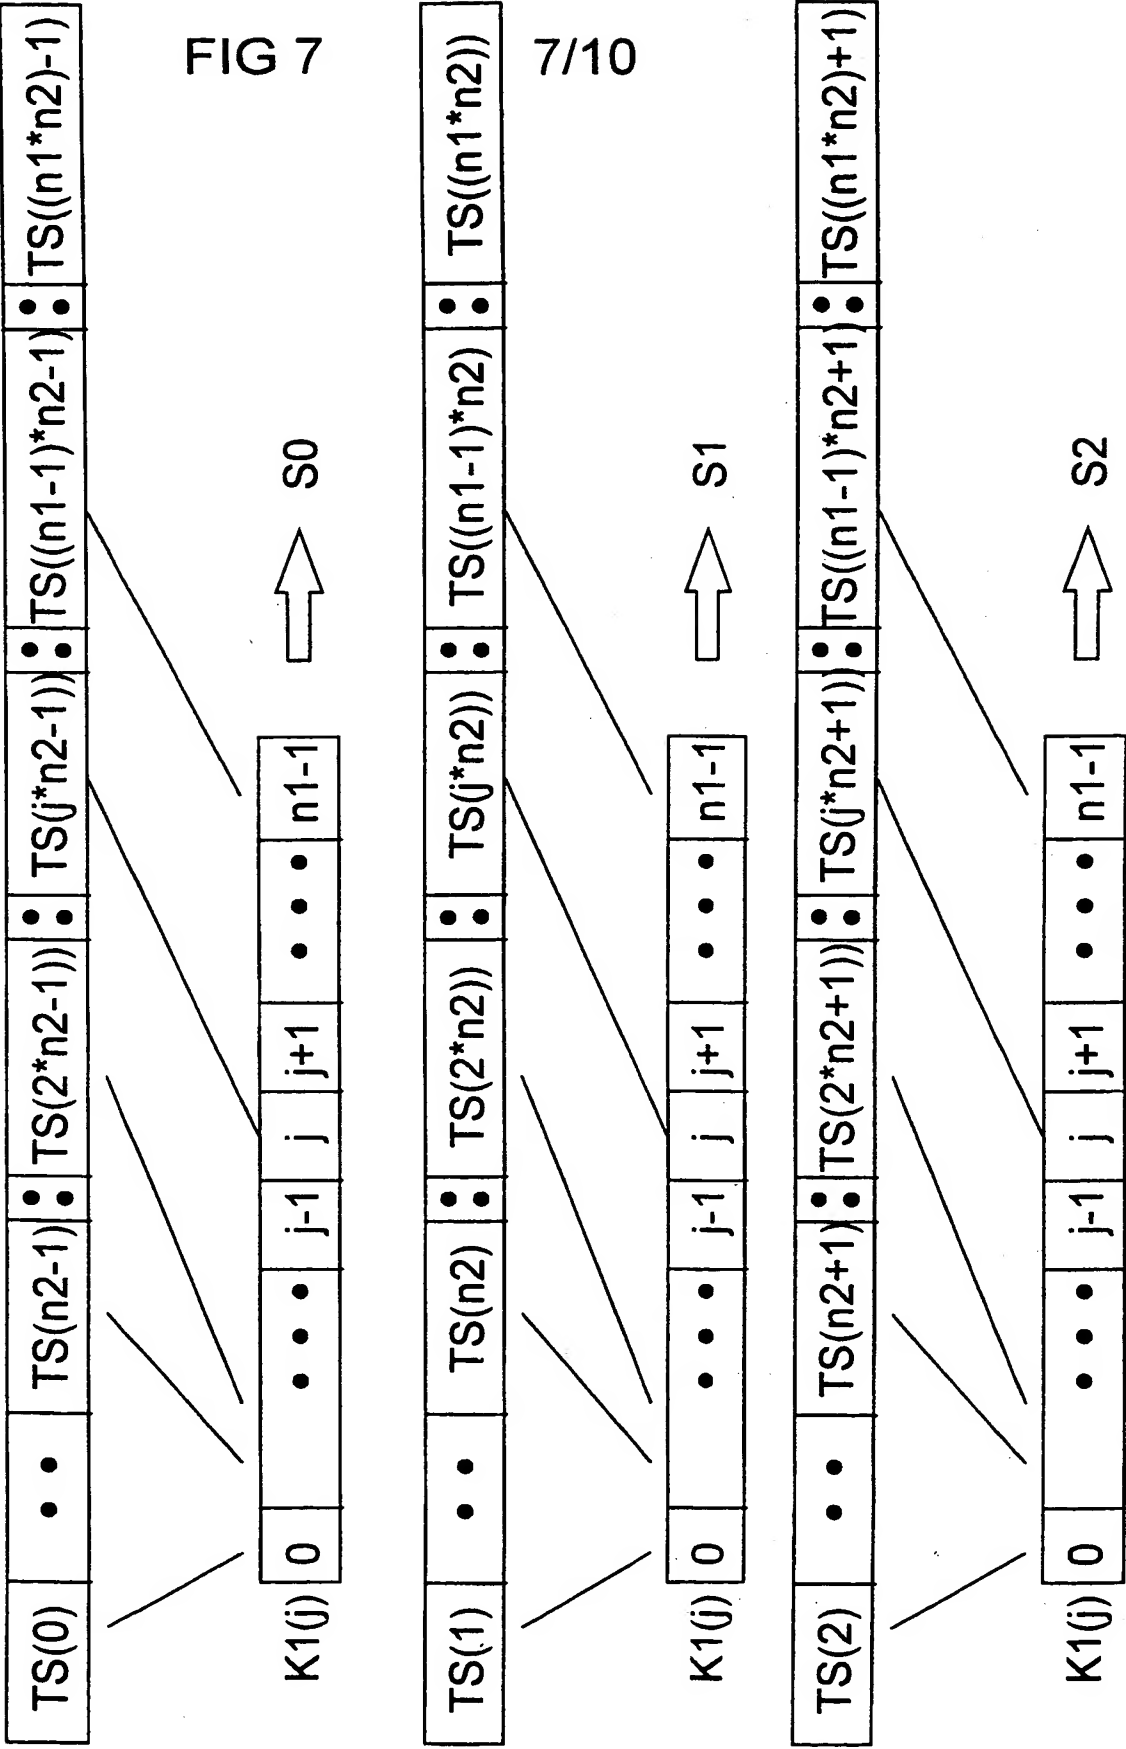 FIG 7
7/10
TS(0) •• TS(n2-1) •• TS(2*n2-1)) •• TS(j*n2-1)) •• TS((n1-1)*n2-1) •• TS((n1*n2)-1)
K1(j) 0 ••• j-1 j j+1 ••• n1-1 S0
TS(1) •• TS(n2) •• TS(2*n2)) •• TS(j*n2)) •• TS((n1-1)*n2) •• TS((n1*n2))
K1(j) 0 ••• j-1 j j+1 ••• n1-1 S1
TS(2) •• TS(n2+1) •• TS(2*n2+1)) •• TS(j*n2+1)) •• TS((n1-1)*n2+1) •• TS((n1*n2)+1)
K1(j) 0 ••• j-1 j j+1 ••• n1-1 S2